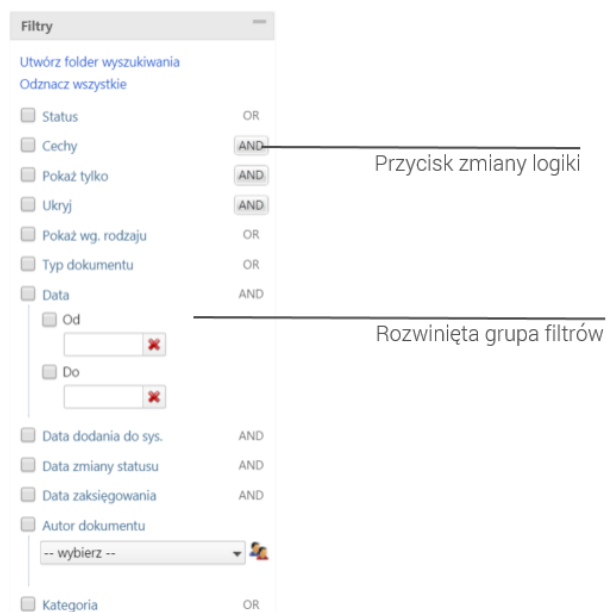 Filtry
Utwórz folder wyszukiwania
Odznacz wszystkie
Status OR
Cechy AND
Przycisk zmiany logiki
Pokaż tylko AND
Ukryj AND
Pokaż wg. rodzaju OR
Typ dokumentu OR
Data AND
Od
Rozwinięta grupa filtrów
Do
Data dodania do sys. AND
Data zmiany statusu AND
Data zaksięgowania AND
Autor dokumentu
-- wybierz --
Kategoria OR